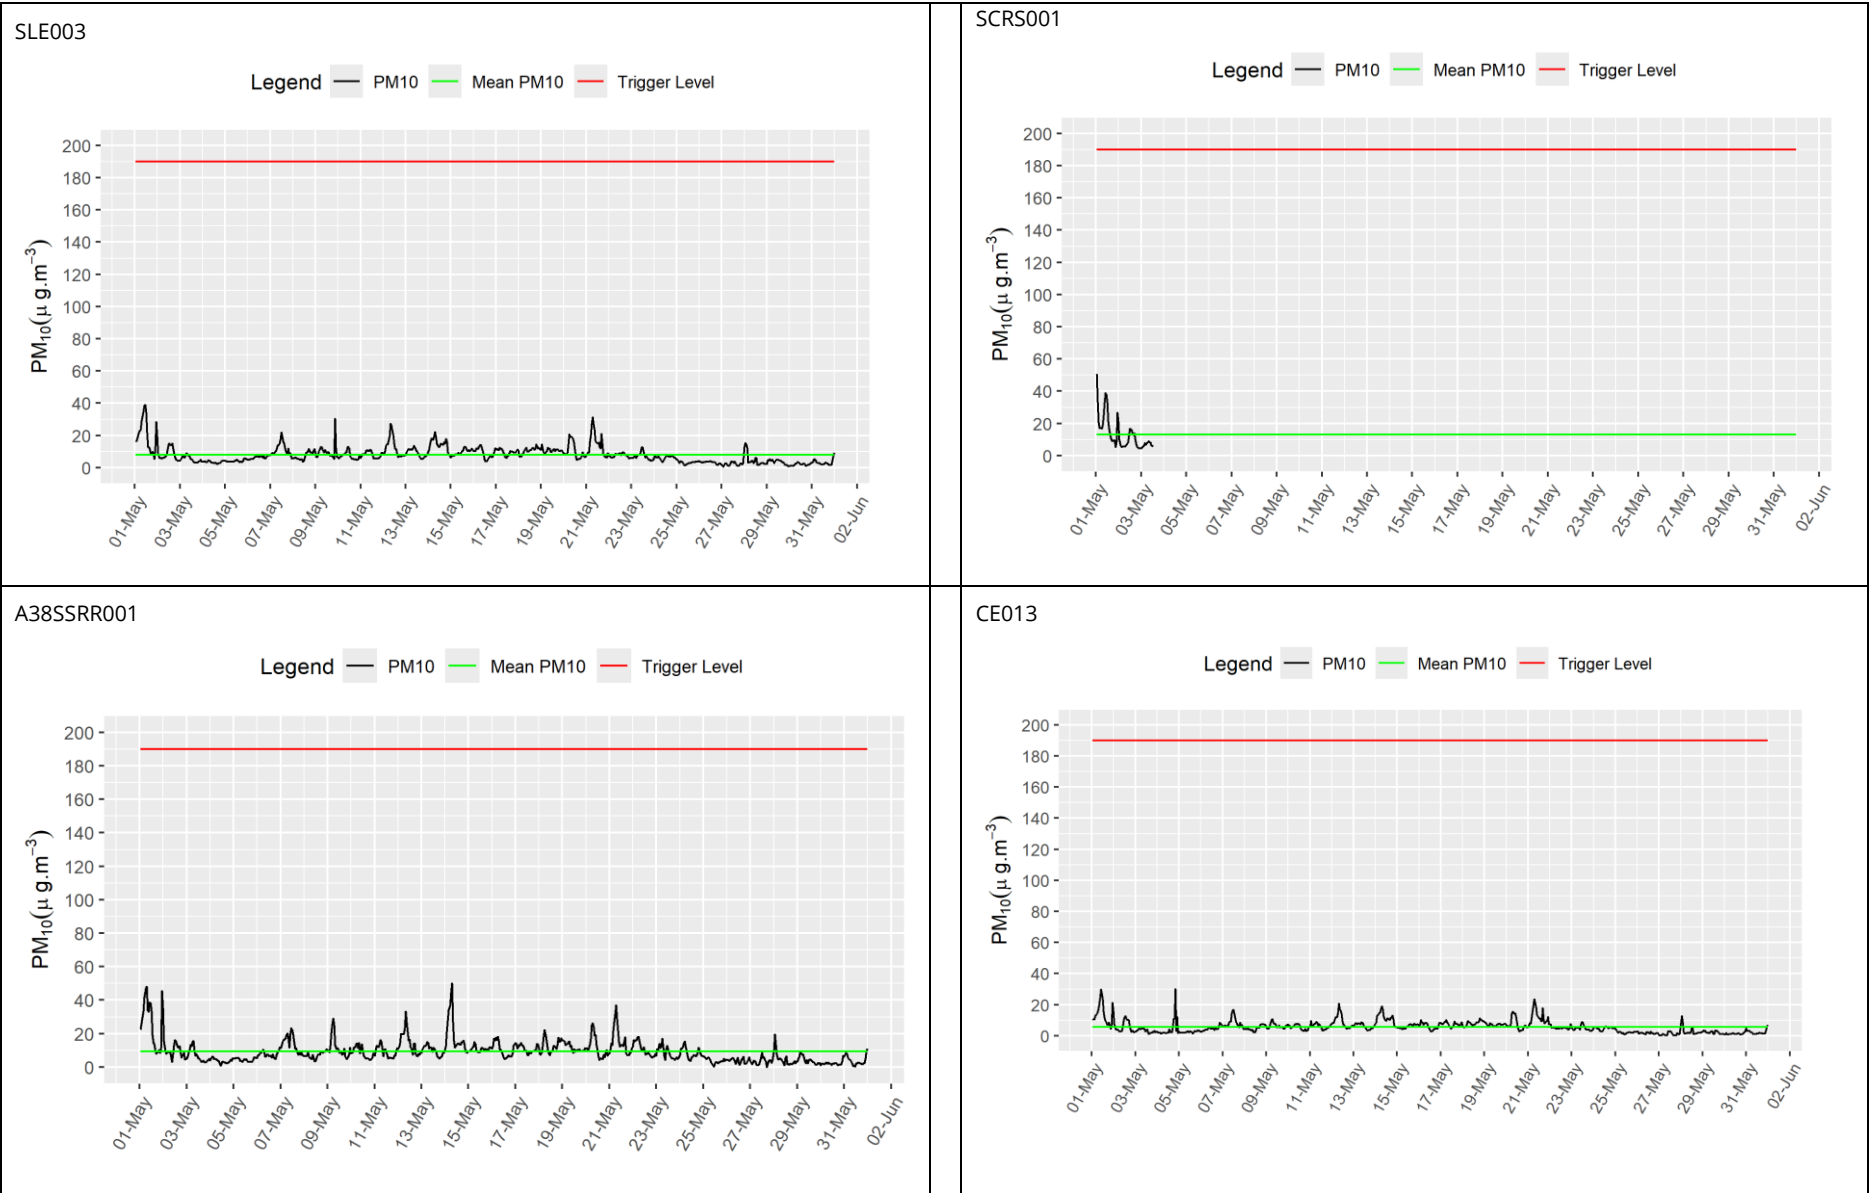 SLE003
Legend PM10 Mean PM10 Trigger Level
200
180
160
140
120
100
80
60
40
20
0
PM10(μ g.m−3)
01-May 03-May 05-May 07-May 09-May 11-May 13-May 15-May 17-May 19-May 21-May 23-May 25-May 27-May 29-May 31-May 02-Jun
SCRS001
Legend PM10 Mean PM10 Trigger Level
200
180
160
140
120
100
80
60
40
20
0
PM10(μ g.m−3)
01-May 03-May 05-May 07-May 09-May 11-May 13-May 15-May 17-May 19-May 21-May 23-May 25-May 27-May 29-May 31-May 02-Jun
A38SSRR001
Legend PM10 Mean PM10 Trigger Level
200
180
160
140
120
100
80
60
40
20
0
PM10(μ g.m−3)
01-May 03-May 05-May 07-May 09-May 11-May 13-May 15-May 17-May 19-May 21-May 23-May 25-May 27-May 29-May 31-May 02-Jun
CE013
Legend PM10 Mean PM10 Trigger Level
200
180
160
140
120
100
80
60
40
20
0
PM10(μ g.m−3)
01-May 03-May 05-May 07-May 09-May 11-May 13-May 15-May 17-May 19-May 21-May 23-May 25-May 27-May 29-May 31-May 02-Jun